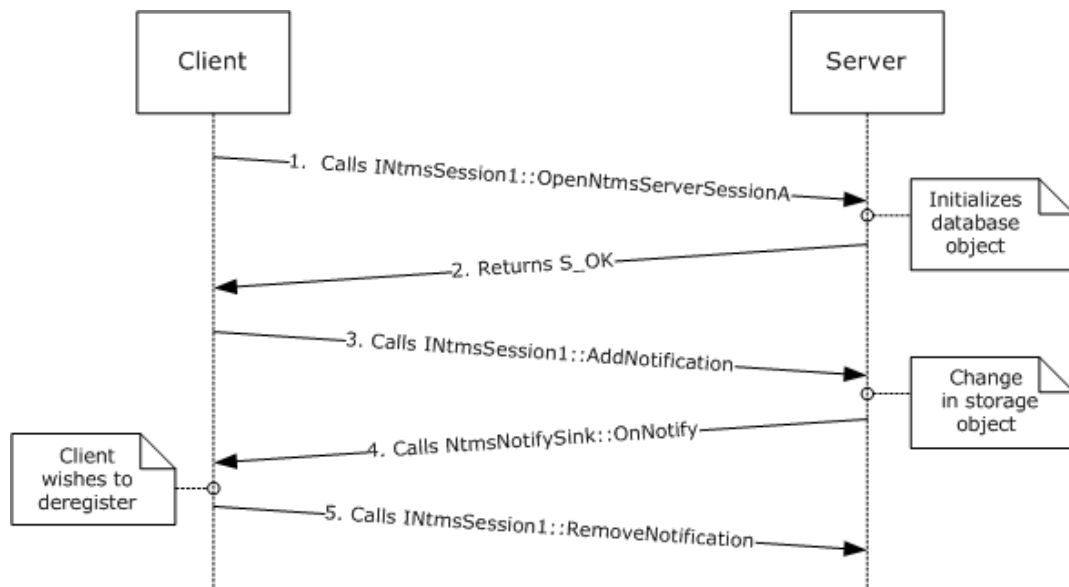 Client
Server
1. Calls INtmsSession1::OpenNtmsServerSessionA
Initializes
database
object
2. Returns S_OK
3. Calls INtmsSession1::AddNotification
Change
in storage
object
4. Calls NtmsNotifySink::OnNotify
Client
wishes to
deregister
5. Calls INtmsSession1::RemoveNotification